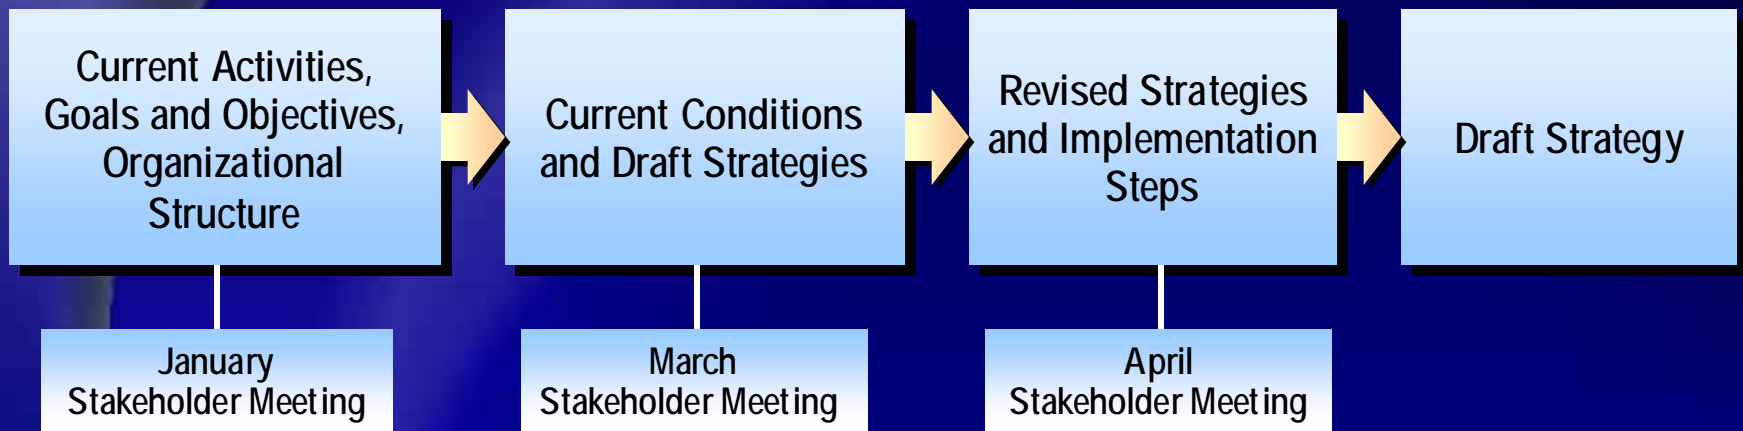 Current Activities,
Goals and Objectives,
Organizational
Structure
Current Conditions
and Draft Strategies
Revised Strategies
and Implementation
Steps
Draft Strategy
January
Stakeholder Meeting
March
Stakeholder Meeting
April
Stakeholder Meeting